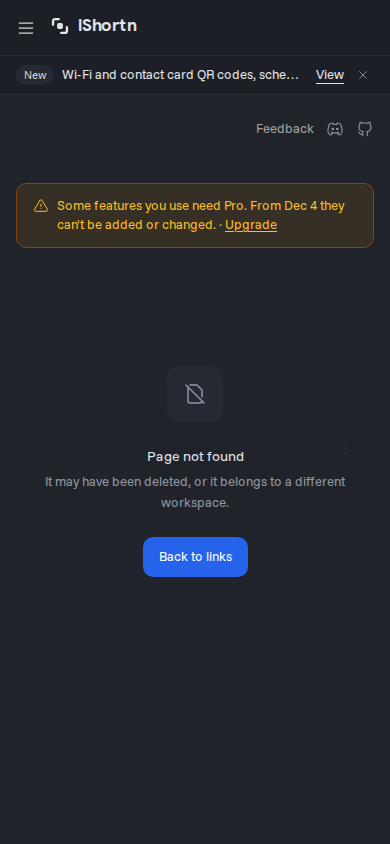 IShortn
New Wi-Fi and contact card QR codes, sche... View
Feedback
Some features you use need Pro. From Dec 4 they
can't be added or changed. · Upgrade
Page not found
It may have been deleted, or it belongs to a different
workspace.
Back to links